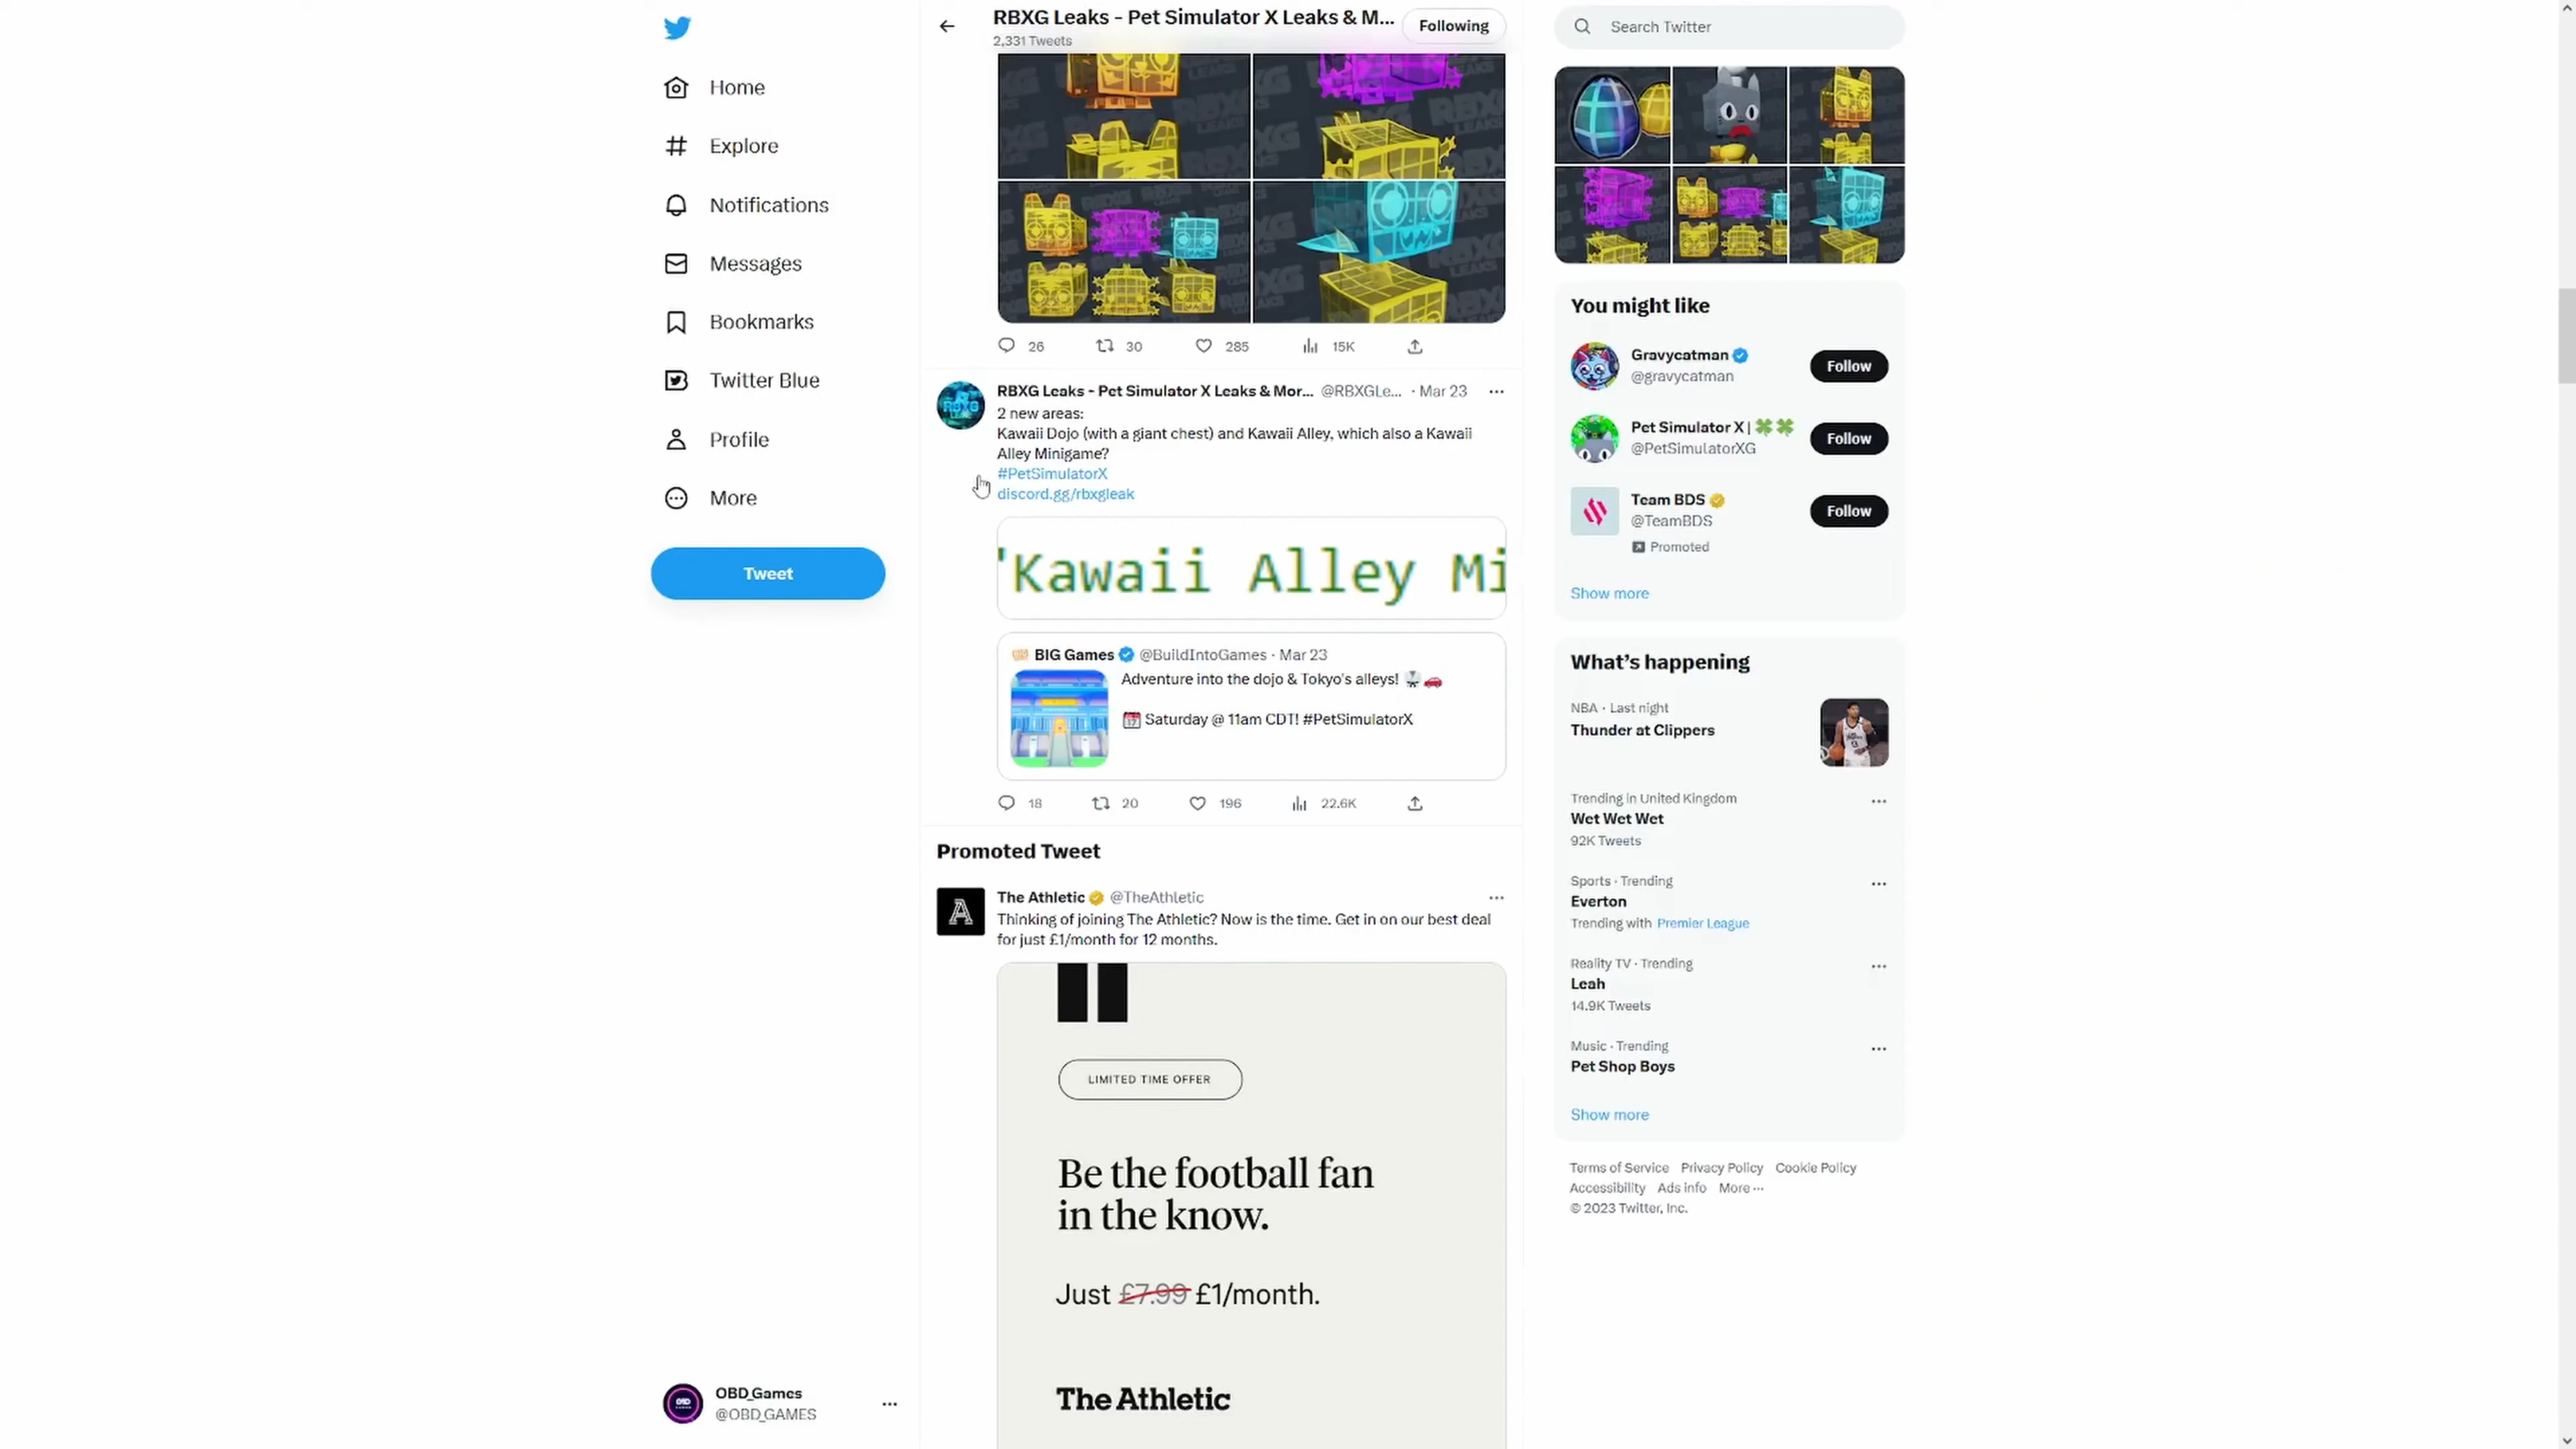 Home
Explore
Notifications
Messages
Bookmarks
Twitter Blue
Profile
More
Tweet
OBD_Games
@OBD_GAMES
RBXG Leaks - Pet Simulator X Leaks & M...
2,331 Tweets
Following
26 30 285 15K
RBXG Leaks - Pet Simulator X Leaks & Mor... @RBXGLe... · Mar 23
2 new areas:
Kawaii Dojo (with a giant chest) and Kawaii Alley, which also a Kawaii
Alley Minigame?
#PetSimulatorX
discord.gg/rbxgleak
'Kawaii Alley Mi
BIG Games @BuildIntoGames · Mar 23
Adventure into the dojo & Tokyo's alleys!
Saturday @ 11am CDT! #PetSimulatorX
18 20 196 22.6K
Promoted Tweet
The Athletic @TheAthletic
Thinking of joining The Athletic? Now is the time. Get in on our best deal
for just £1/month for 12 months.
LIMITED TIME OFFER
Be the football fan
in the know.
Just £7.99 £1/month.
The Athletic
Search Twitter
You might like
Gravycatman
@gravycatman
Follow
Pet Simulator X |
@PetSimulatorXG
Follow
Team BDS
@TeamBDS
Promoted
Follow
Show more
What's happening
NBA · Last night
Thunder at Clippers
Trending in United Kingdom
Wet Wet Wet
92K Tweets
Sports · Trending
Everton
Trending with Premier League
Reality TV · Trending
Leah
14.9K Tweets
Music · Trending
Pet Shop Boys
Show more
Terms of Service Privacy Policy Cookie Policy
Accessibility Ads info More ...
© 2023 Twitter, Inc.